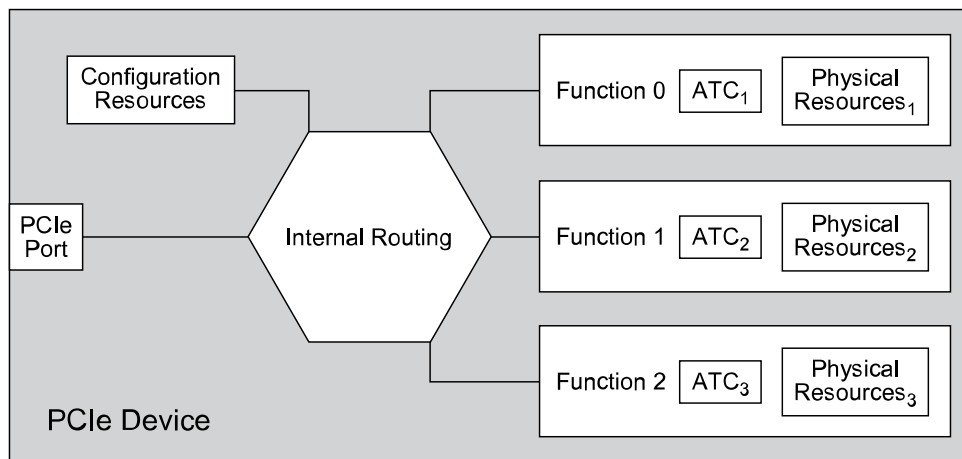 Configuration
Resources
PCIe
Port
Internal Routing
Function 0
ATC₁
Physical
Resources₁
Function 1
ATC₂
Physical
Resources₂
Function 2
ATC₃
Physical
Resources₃
PCIe Device